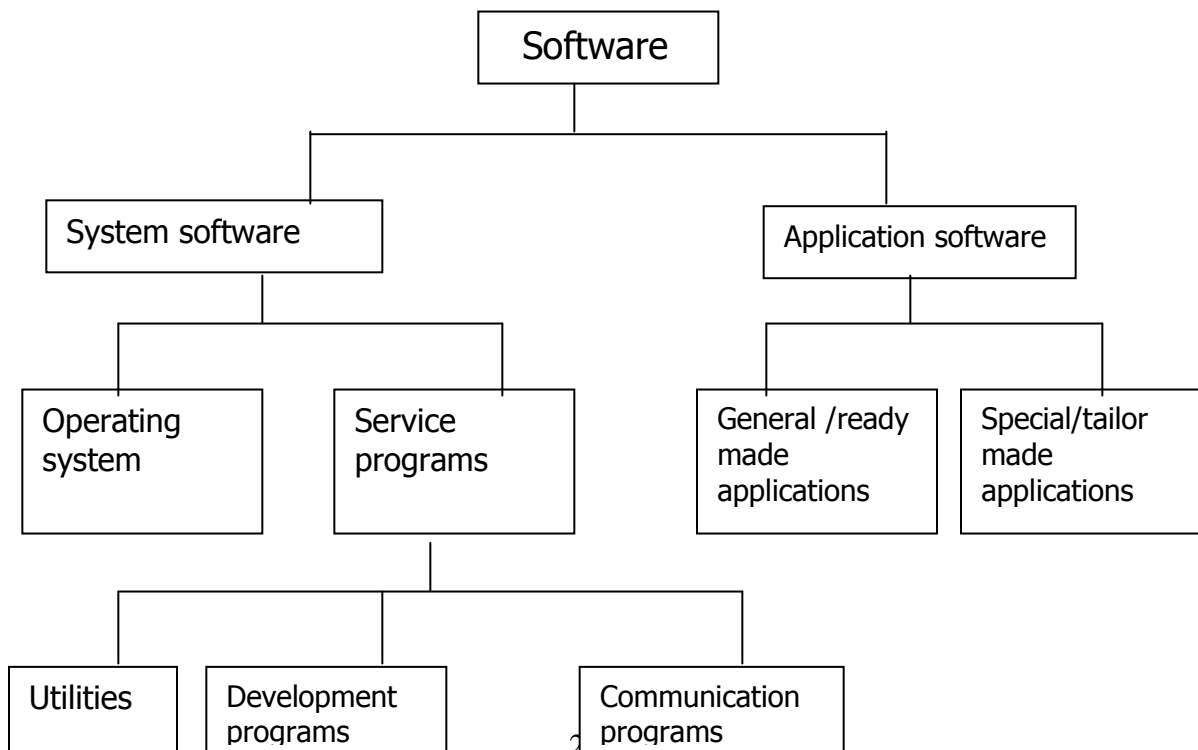 Software
System software
Application software
Operating
system
Service
programs
General /ready
made
applications
Special/tailor
made
applications
Utilities
Development
programs
Communication
programs
2